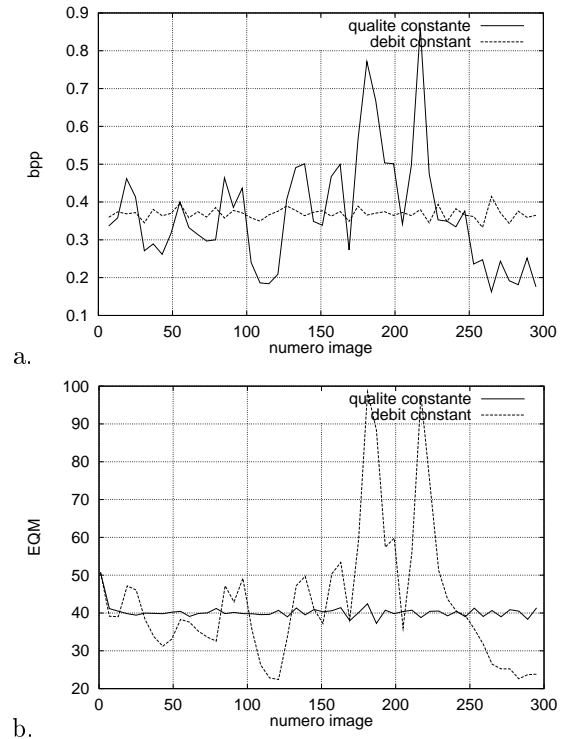 0.9
0.8
0.7
0.6
0.5
0.4
0.3
0.2
0.1
bpp
qualite constante
debit constant
0 50 100 150 200 250 300
numero image
a.
100
90
80
70
60
50
40
30
20
EQM
qualite constante
debit constant
0 50 100 150 200 250 300
numero image
b.